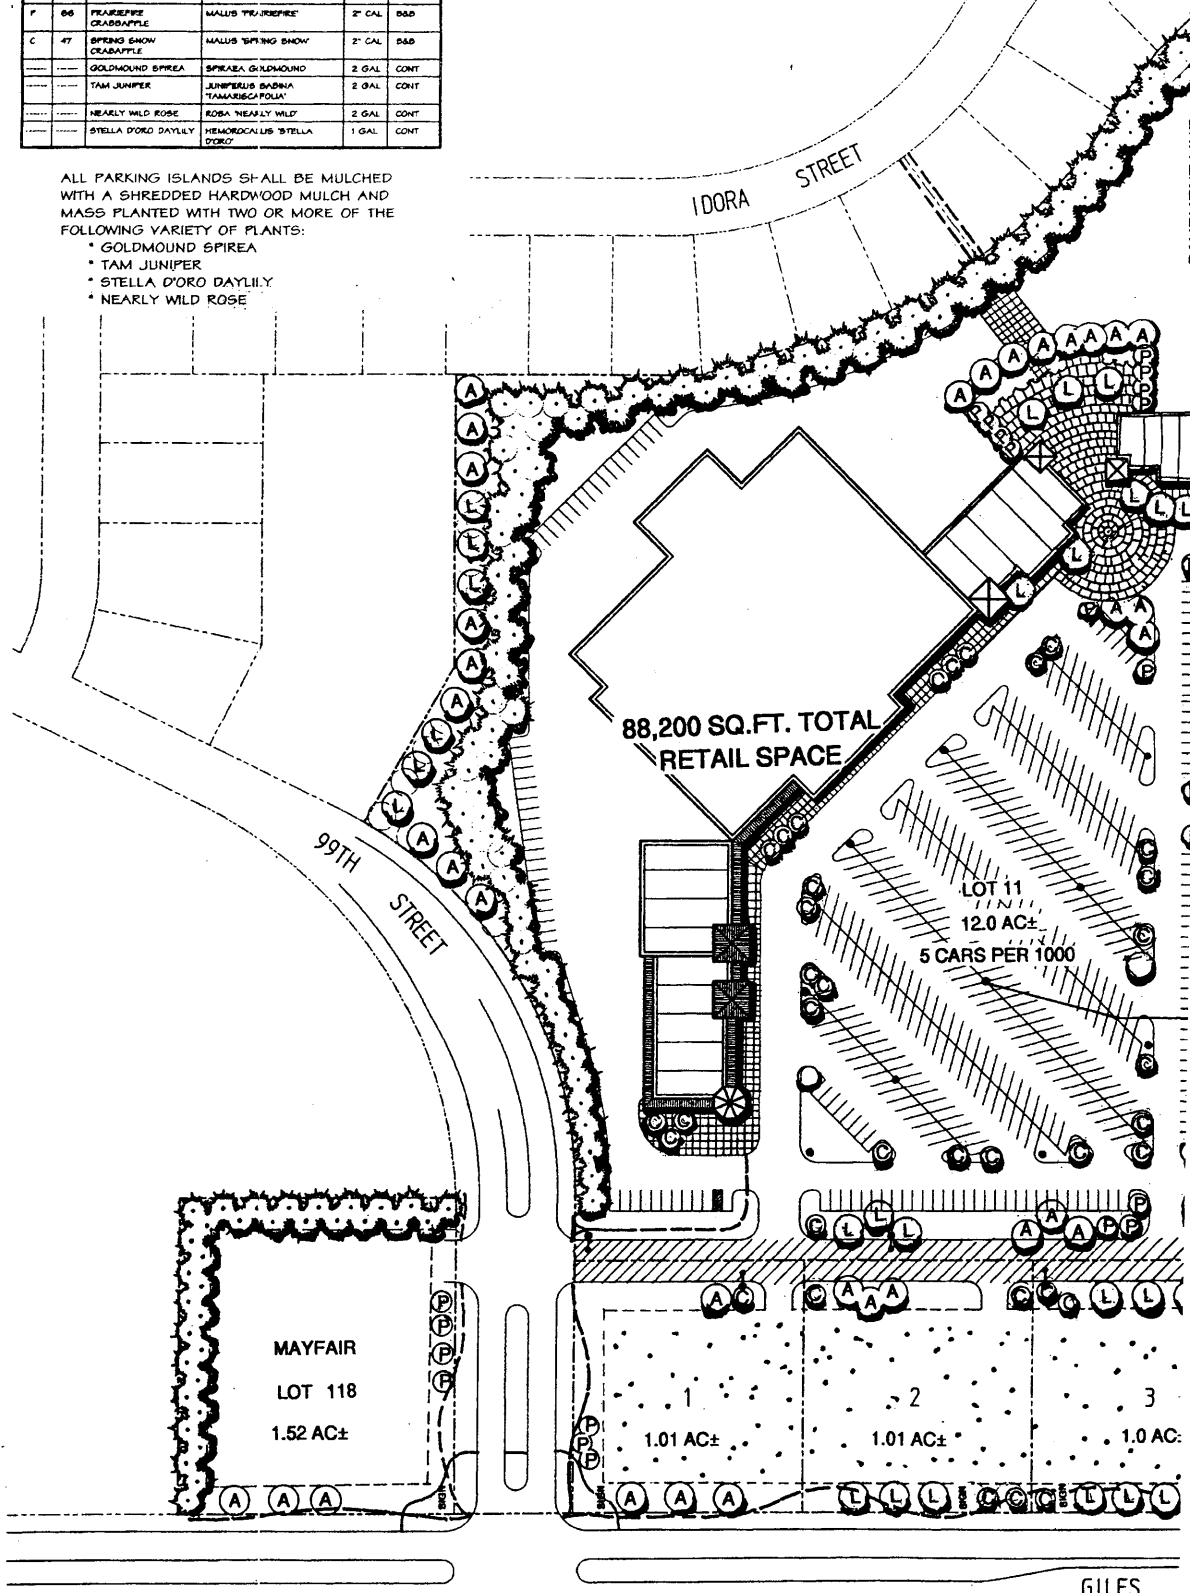 P 66 PRAIRIEFIRE CRABBAPPLE MALUS 'PRAIRIEFIRE' 2" CAL B&B
C 47 SPRING SNOW CRABAPPLE MALUS 'SPRING SNOW' 2" CAL B&B
---- ---- GOLDMOUND SPIREA SPIRAEA GOLDMOUND 2 GAL CONT
---- ---- TAM JUNIPER JUNIPERUS SABINA 'TAMARISCAFOLIA' 2 GAL CONT
---- ---- NEARLY WILD ROSE ROSA 'NEARLY WILD' 2 GAL CONT
---- ---- STELLA D'ORO DAYLILY HEMOROCALLIS 'STELLA D'ORO' 1 GAL CONT
ALL PARKING ISLANDS SHALL BE MULCHED
WITH A SHREDDED HARDWOOD MULCH AND
MASS PLANTED WITH TWO OR MORE OF THE
FOLLOWING VARIETY OF PLANTS:
* GOLDMOUND SPIREA
* TAM JUNIPER
* STELLA D'ORO DAYLILY
* NEARLY WILD ROSE
IDORA STREET
88,200 SQ.FT. TOTAL
RETAIL SPACE
99TH STREET
LOT 11
12.0 AC±
5 CARS PER 1000
MAYFAIR
LOT 118
1.52 AC±
1
1.01 AC±
2
1.01 AC±
3
1.0 AC±
SIGN
SIGN
SIGN
SIGN
GILES